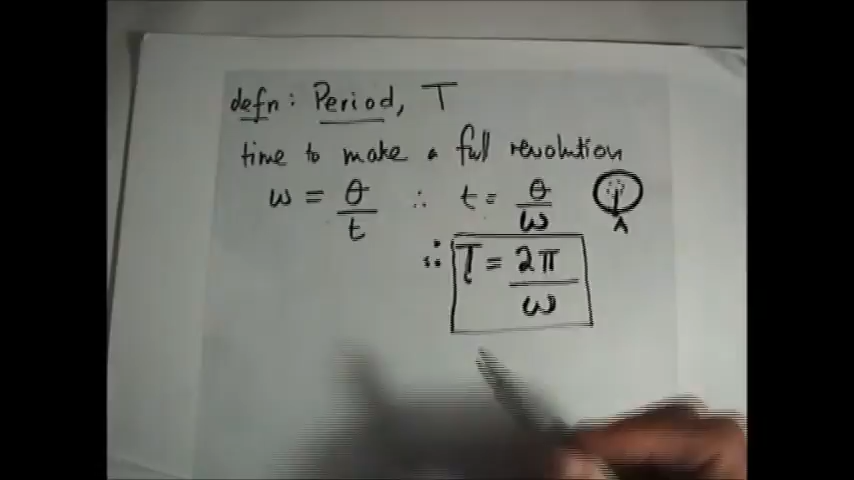 defn: Period, T
time to make a full revolution
ω = θ/t ∴ t = θ/ω A
∴ T = 2π/ω